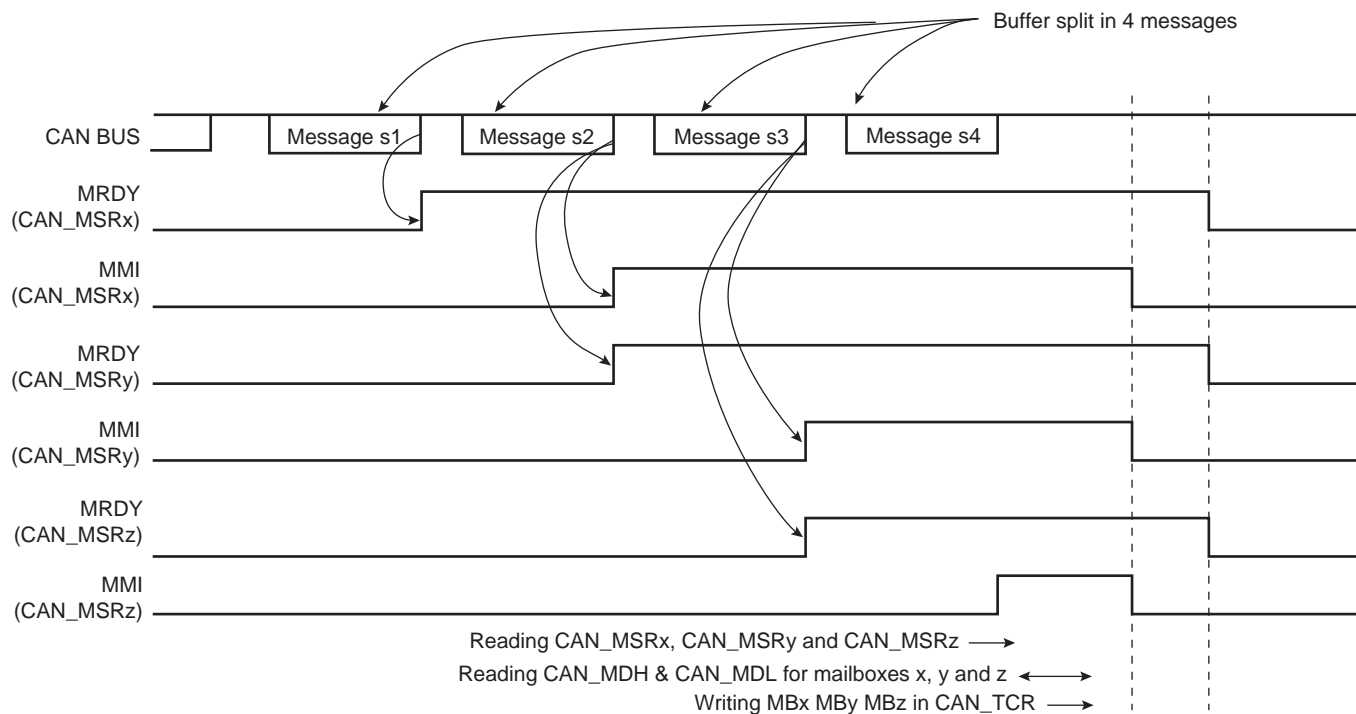 Buffer split in 4 messages
CAN BUS
Message s1
Message s2
Message s3
Message s4
MRDY
(CAN_MSRx)
MMI
(CAN_MSRx)
MRDY
(CAN_MSRy)
MMI
(CAN_MSRy)
MRDY
(CAN_MSRz)
MMI
(CAN_MSRz)
Reading CAN_MSRx, CAN_MSRy and CAN_MSRz
Reading CAN_MDH & CAN_MDL for mailboxes x, y and z
Writing MBx MBy MBz in CAN_TCR